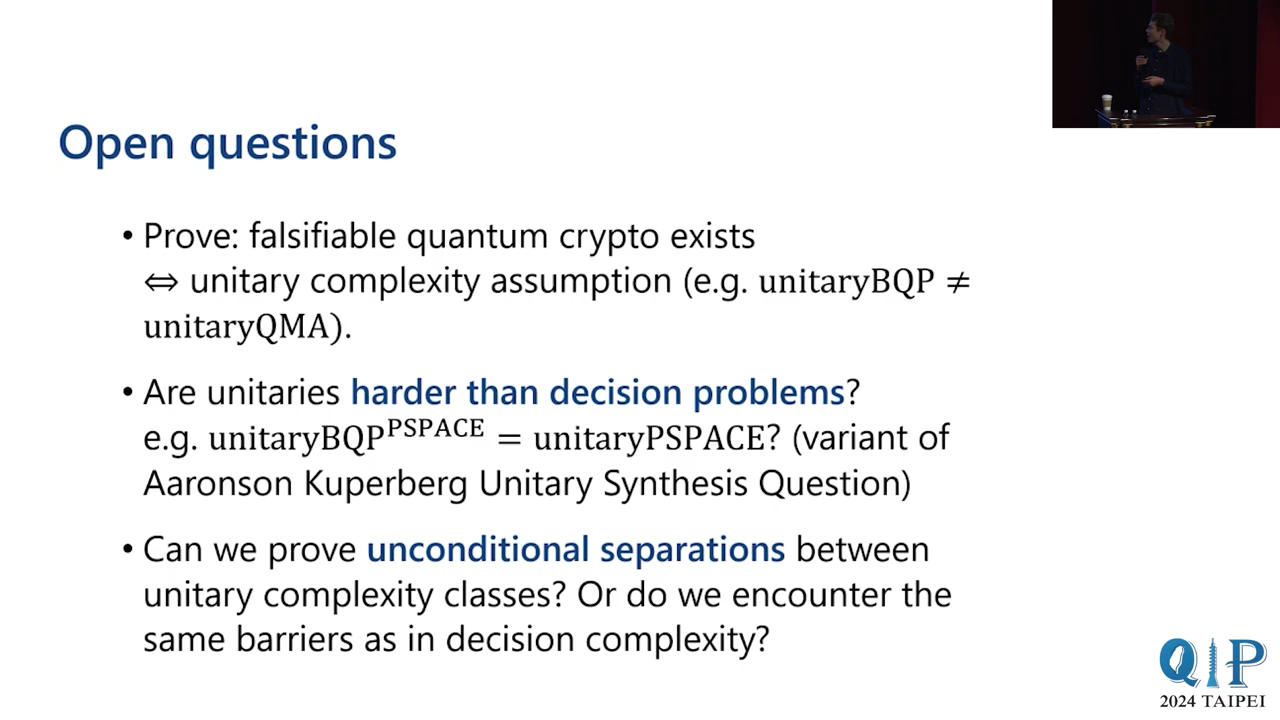 Open questions
• Prove: falsifiable quantum crypto exists
⇔ unitary complexity assumption (e.g. unitaryBQP ≠
unitaryQMA).
• Are unitaries harder than decision problems?
e.g. unitaryBQP^PSPACE = unitaryPSPACE? (variant of
Aaronson Kuperberg Unitary Synthesis Question)
• Can we prove unconditional separations between
unitary complexity classes? Or do we encounter the
same barriers as in decision complexity?
QIP
2024 TAIPEI